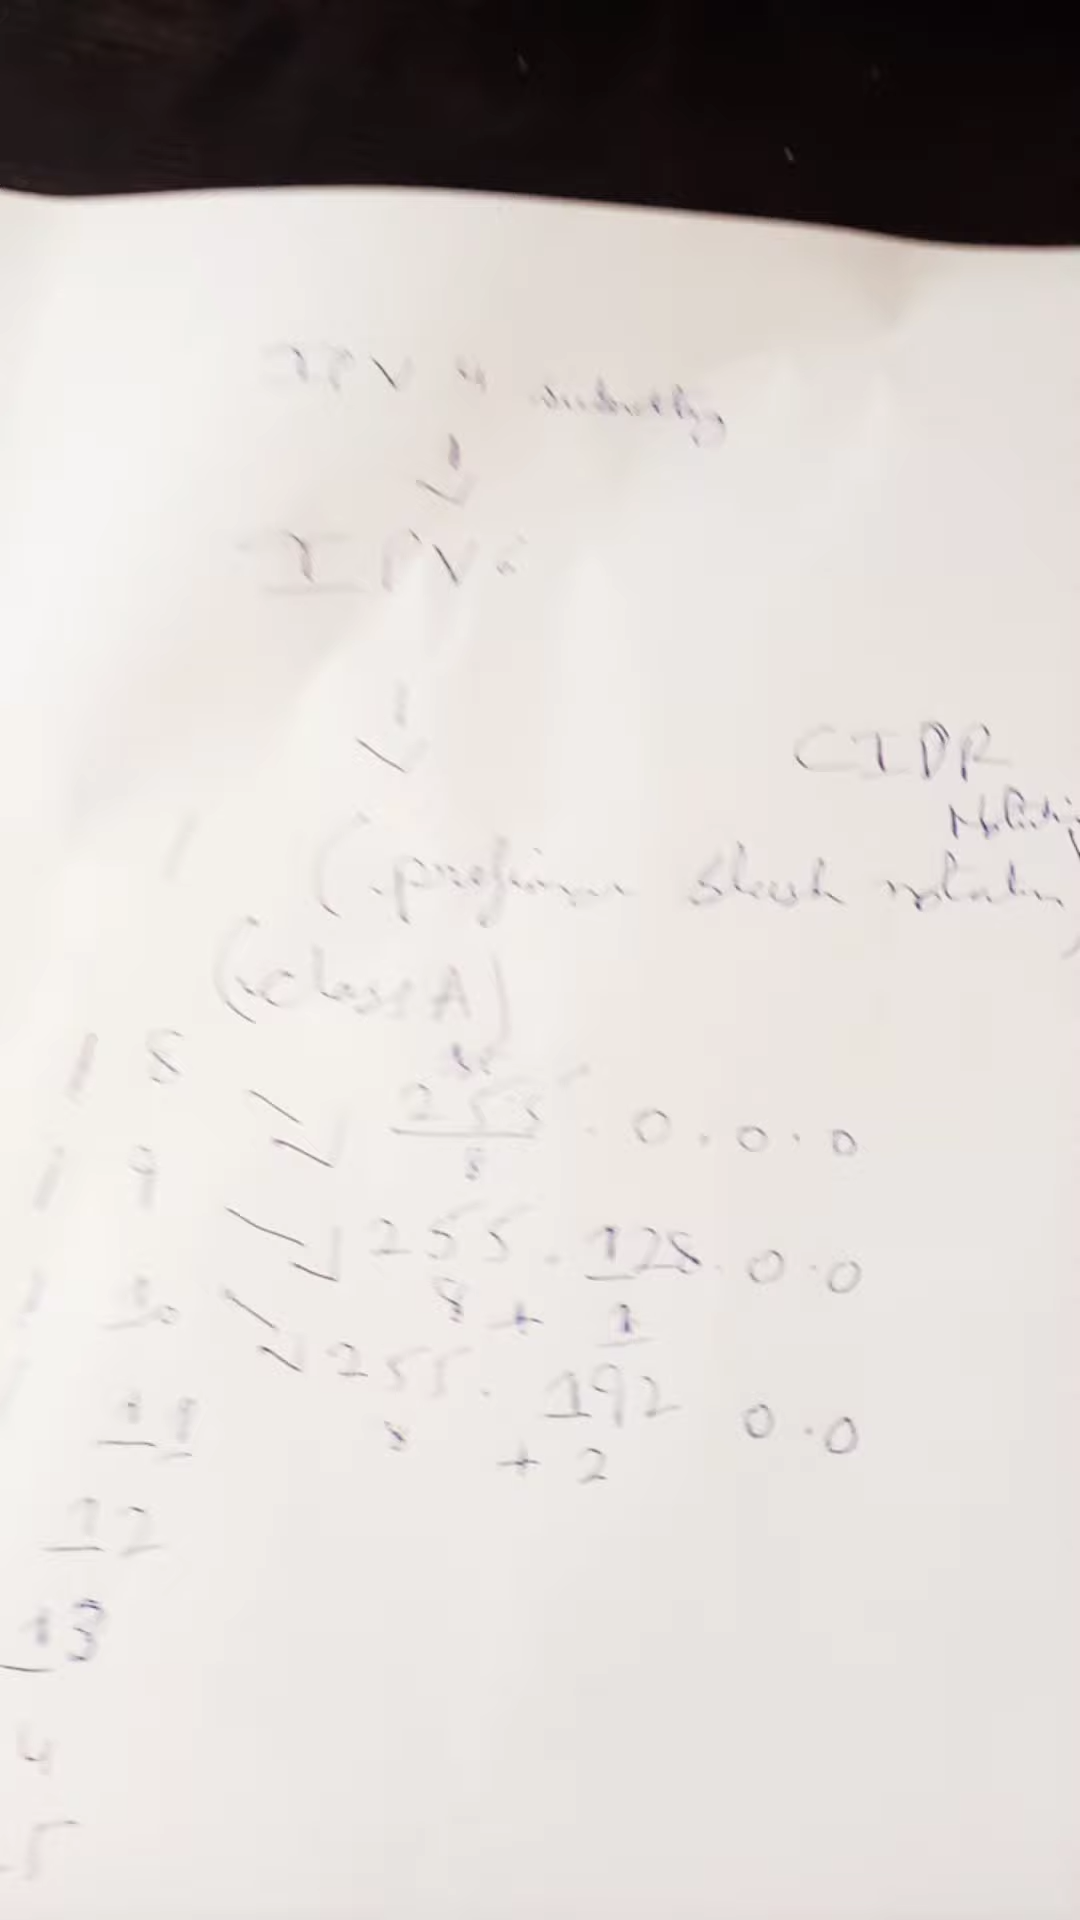 IPV 4 subnetting
IPV
CIDR
(prefix slash notation)
(class A)
/ 8 => 255.0.0.0
8
/ 9 => 255.128.0.0
8 + 1
/ 10 => 255.192 0.0
8 + 2
11
12
13
4
5